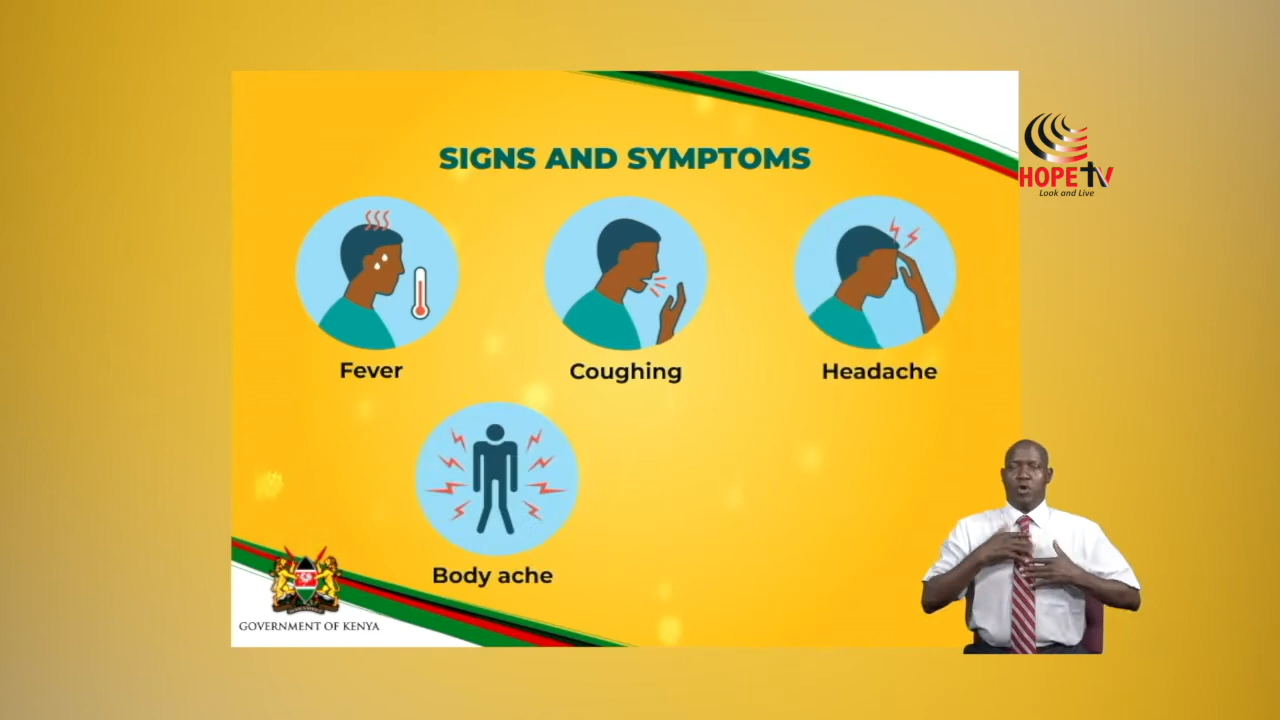 SIGNS AND SYMPTOMS
HOPE tv
Look and Live
Fever
Coughing
Headache
Body ache
GOVERNMENT OF KENYA